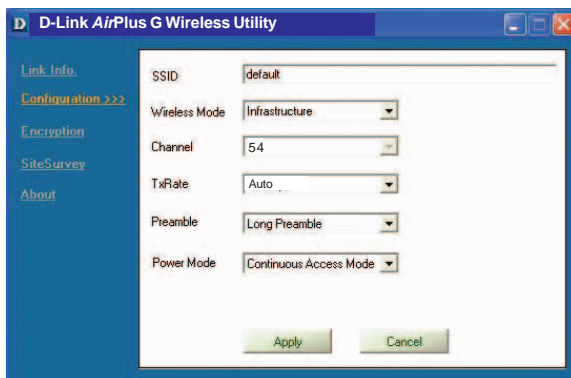 D-Link AirPlus G Wireless Utility
Link Info.
Configuration >>>
Encryption
SiteSurvey
About
SSID default
Wireless Mode Infrastructure
Channel 54
TxRate Auto
Preamble Long Preamble
Power Mode Continuous Access Mode
Apply Cancel